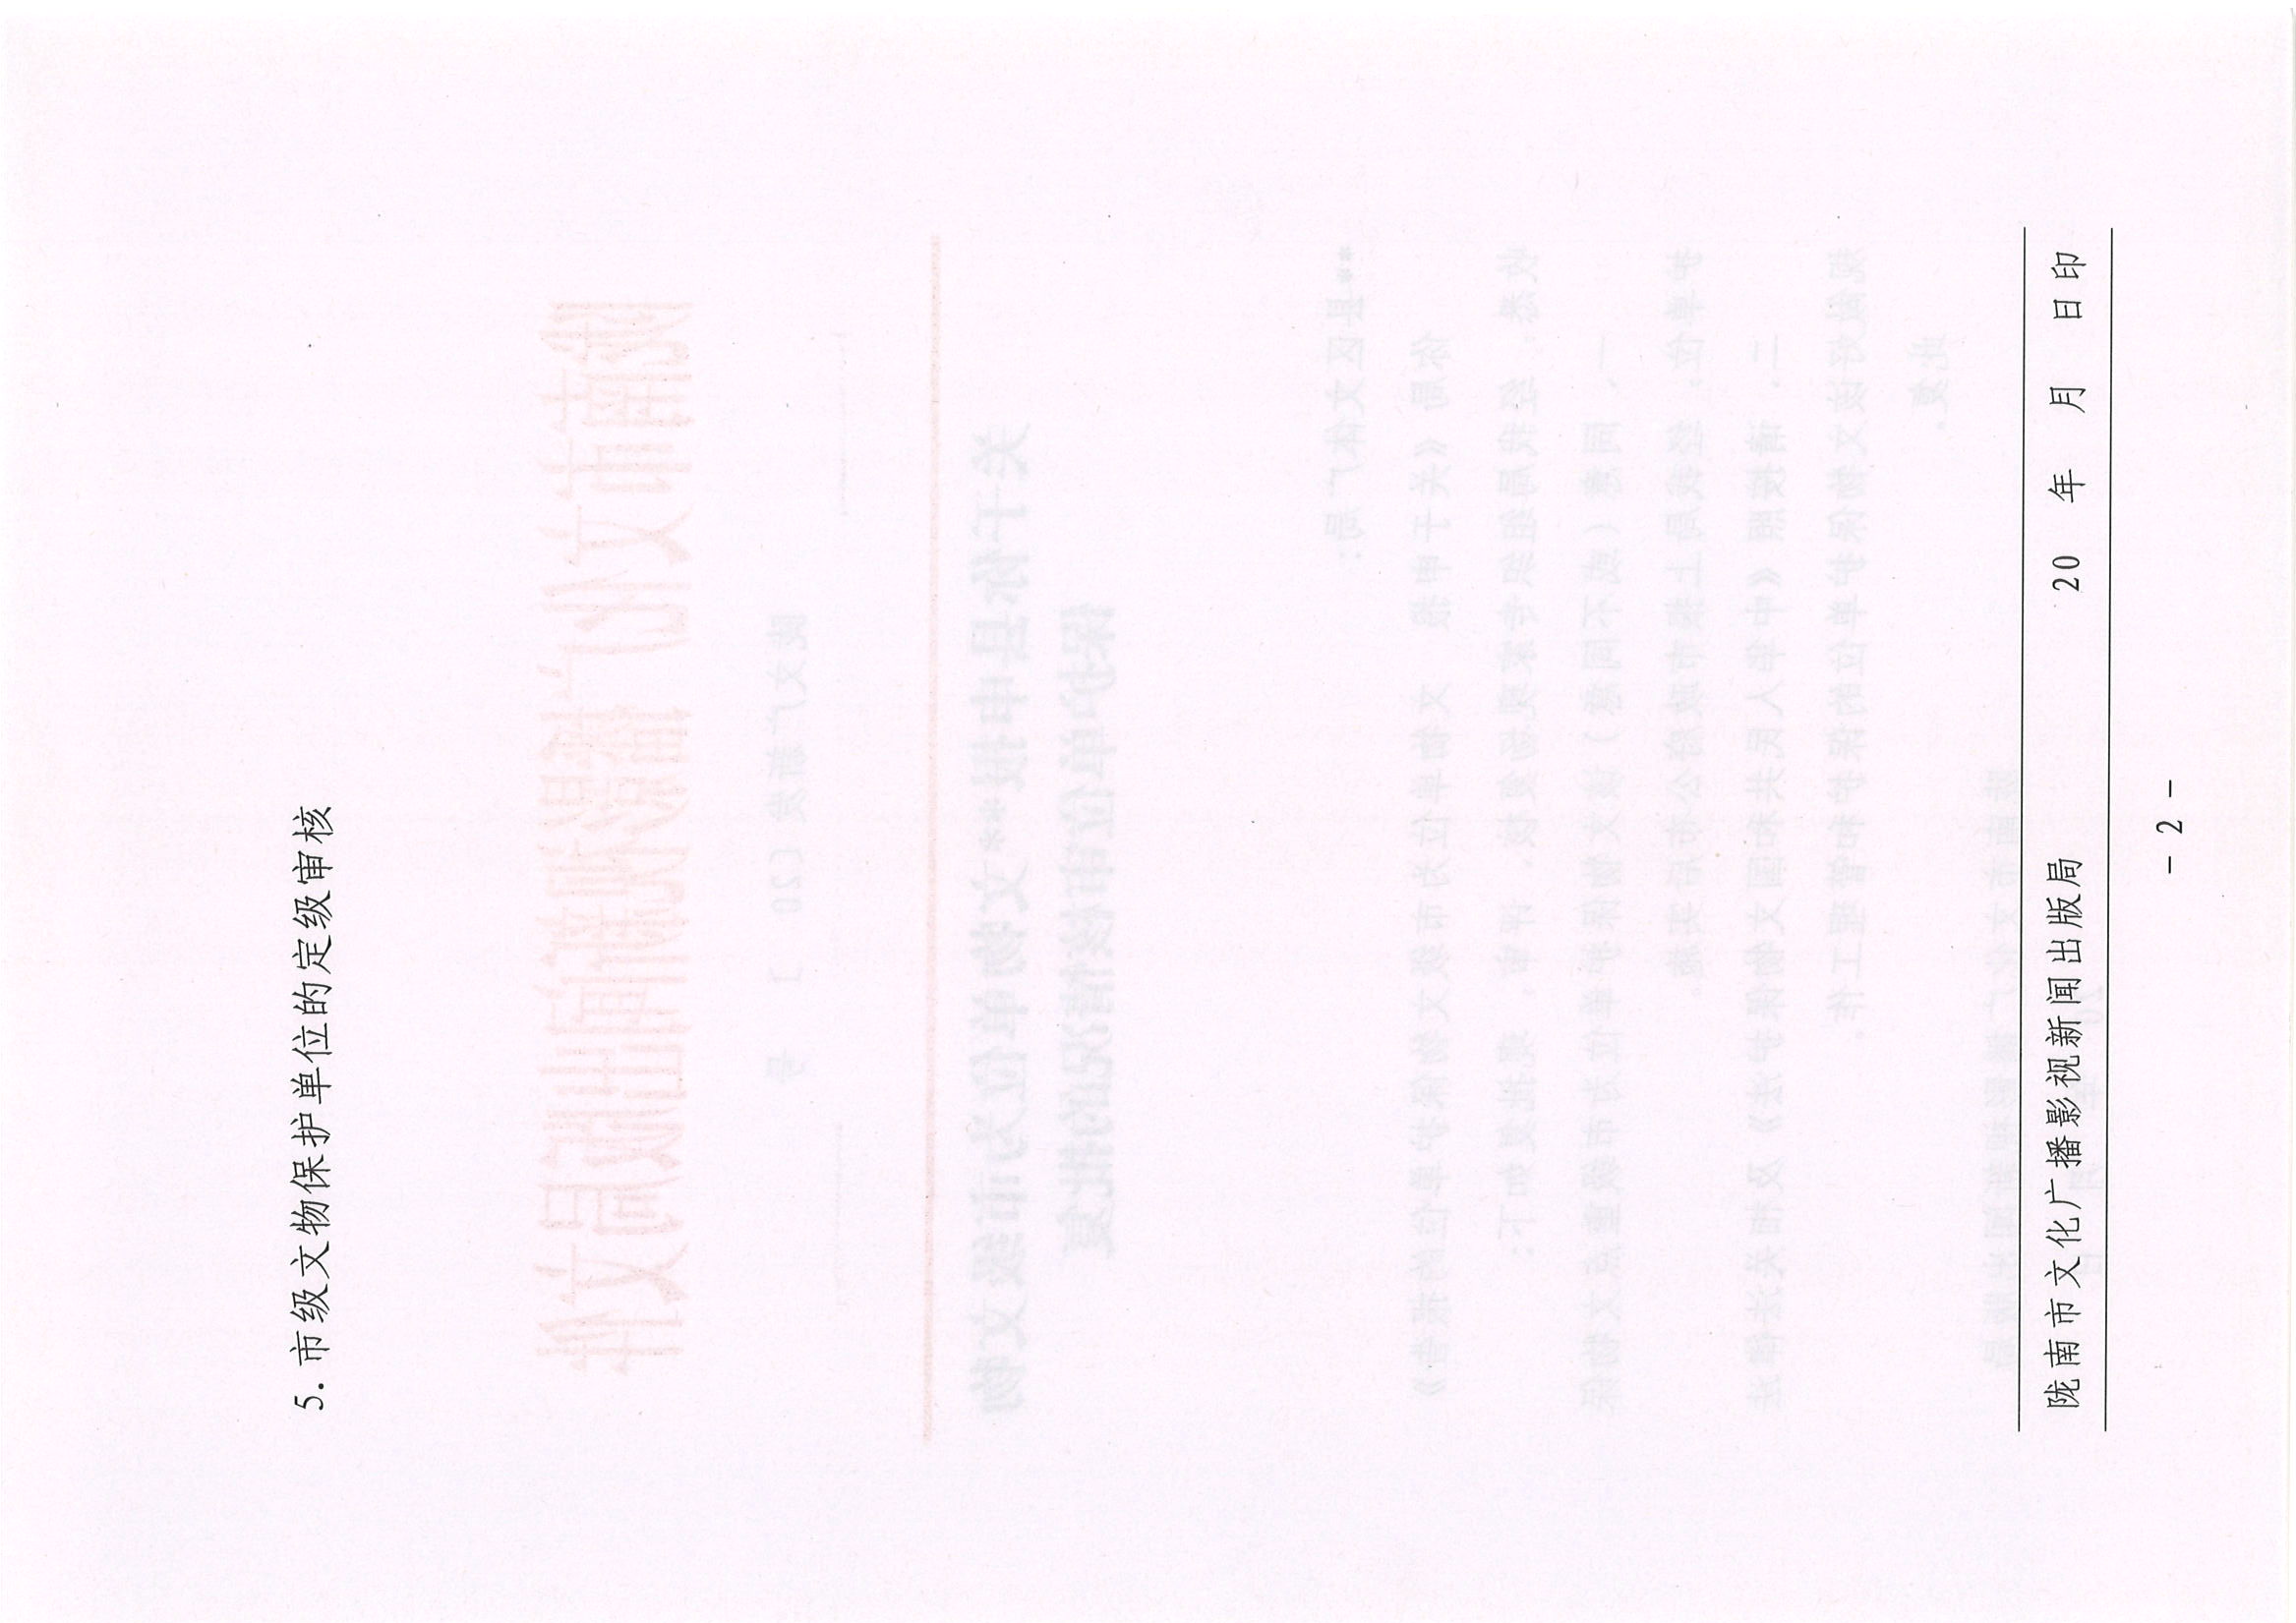 5. 市级文物保护单位的定级审核
陇南市文化广播影视新闻出版局文件
陇文广新发〔20 〕 号
关于你县申报**文物单位为市级文物
保护单位审核情况的批复
**县区文体广局：
你局《关于申报 文物单位为市级文物保护单位的报告》
收悉，经我局组织专家现场复核、评审，现批复如下：
一、同意（或不同意）该文物保护单位为市级重点文物保
护单位，经我局上报市政府公布后实施。
二、请按照《中华人民共和国文物保护法》及相关法律法
规做好该文物保护单位的保护和管理工作。
此复。
陇南市文化广播影视新闻出版局
20 年 月 日
陇南市文化广播影视新闻出版局 20 年 月 日印
- 2 -